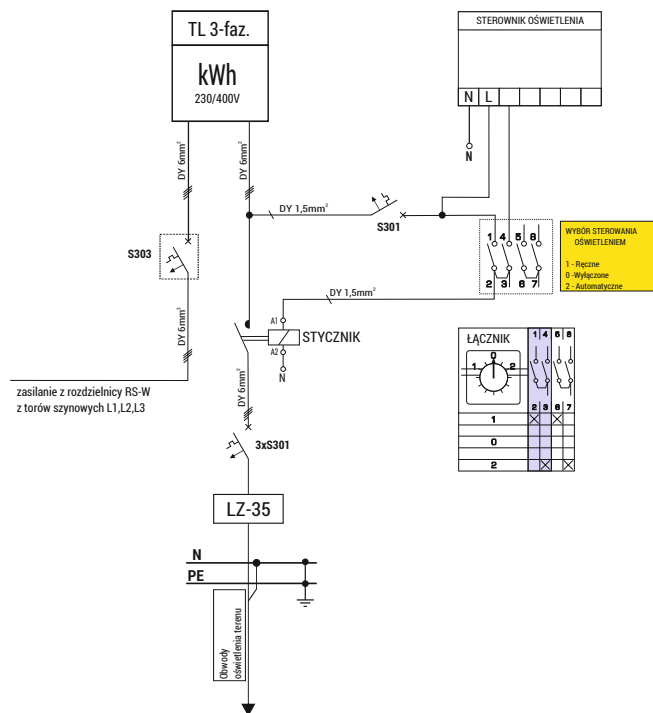 TL 3-faz.
kWh
230/400V
STEROWNIK OŚWIETLENIA
N L
N
DY 6mm²
DY 6mm²
DY 1,5mm²
S301
S303
1 4 5 8
2 3 6 7
WYBÓR STEROWANIA
OŚWIETLENIEM
1 - Ręczne
0 -Wyłączone
2 - Automatyczne
DY 1,5mm²
A1
STYCZNIK
A2
N
DY 6mm²
zasilanie z rozdzielnicy RS-W
z torów szynowych L1,L2,L3
DY 6mm²
3xS301
ŁĄCZNIK
0
1 2
1 4 5 8
2 3 6 7
1
0
2
LZ-35
N
PE
Obwody
oświetlenia terenu